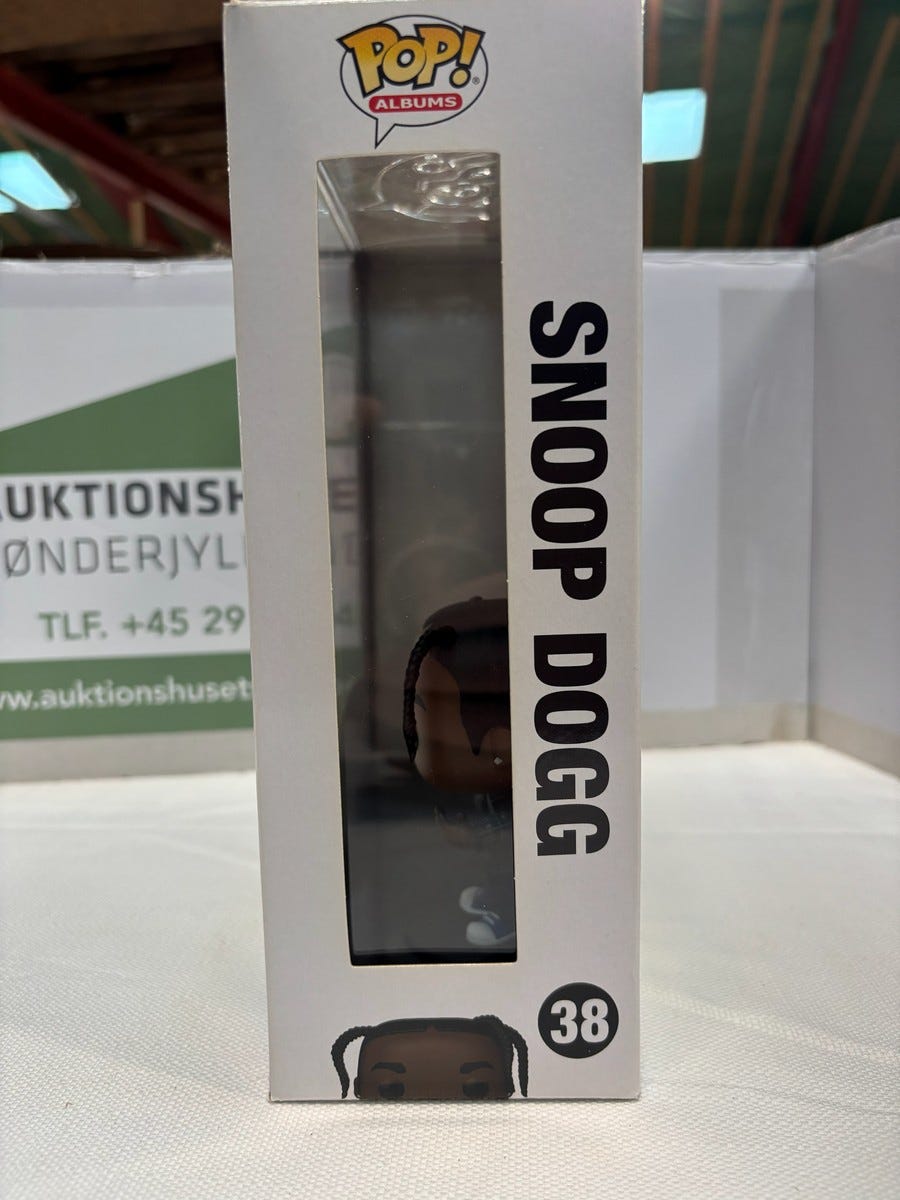 POP!
ALBUMS
SNOOP DOGG
38
UKTIONSH
ØNDERJYL
TLF. +45 29
w.auktionshuset